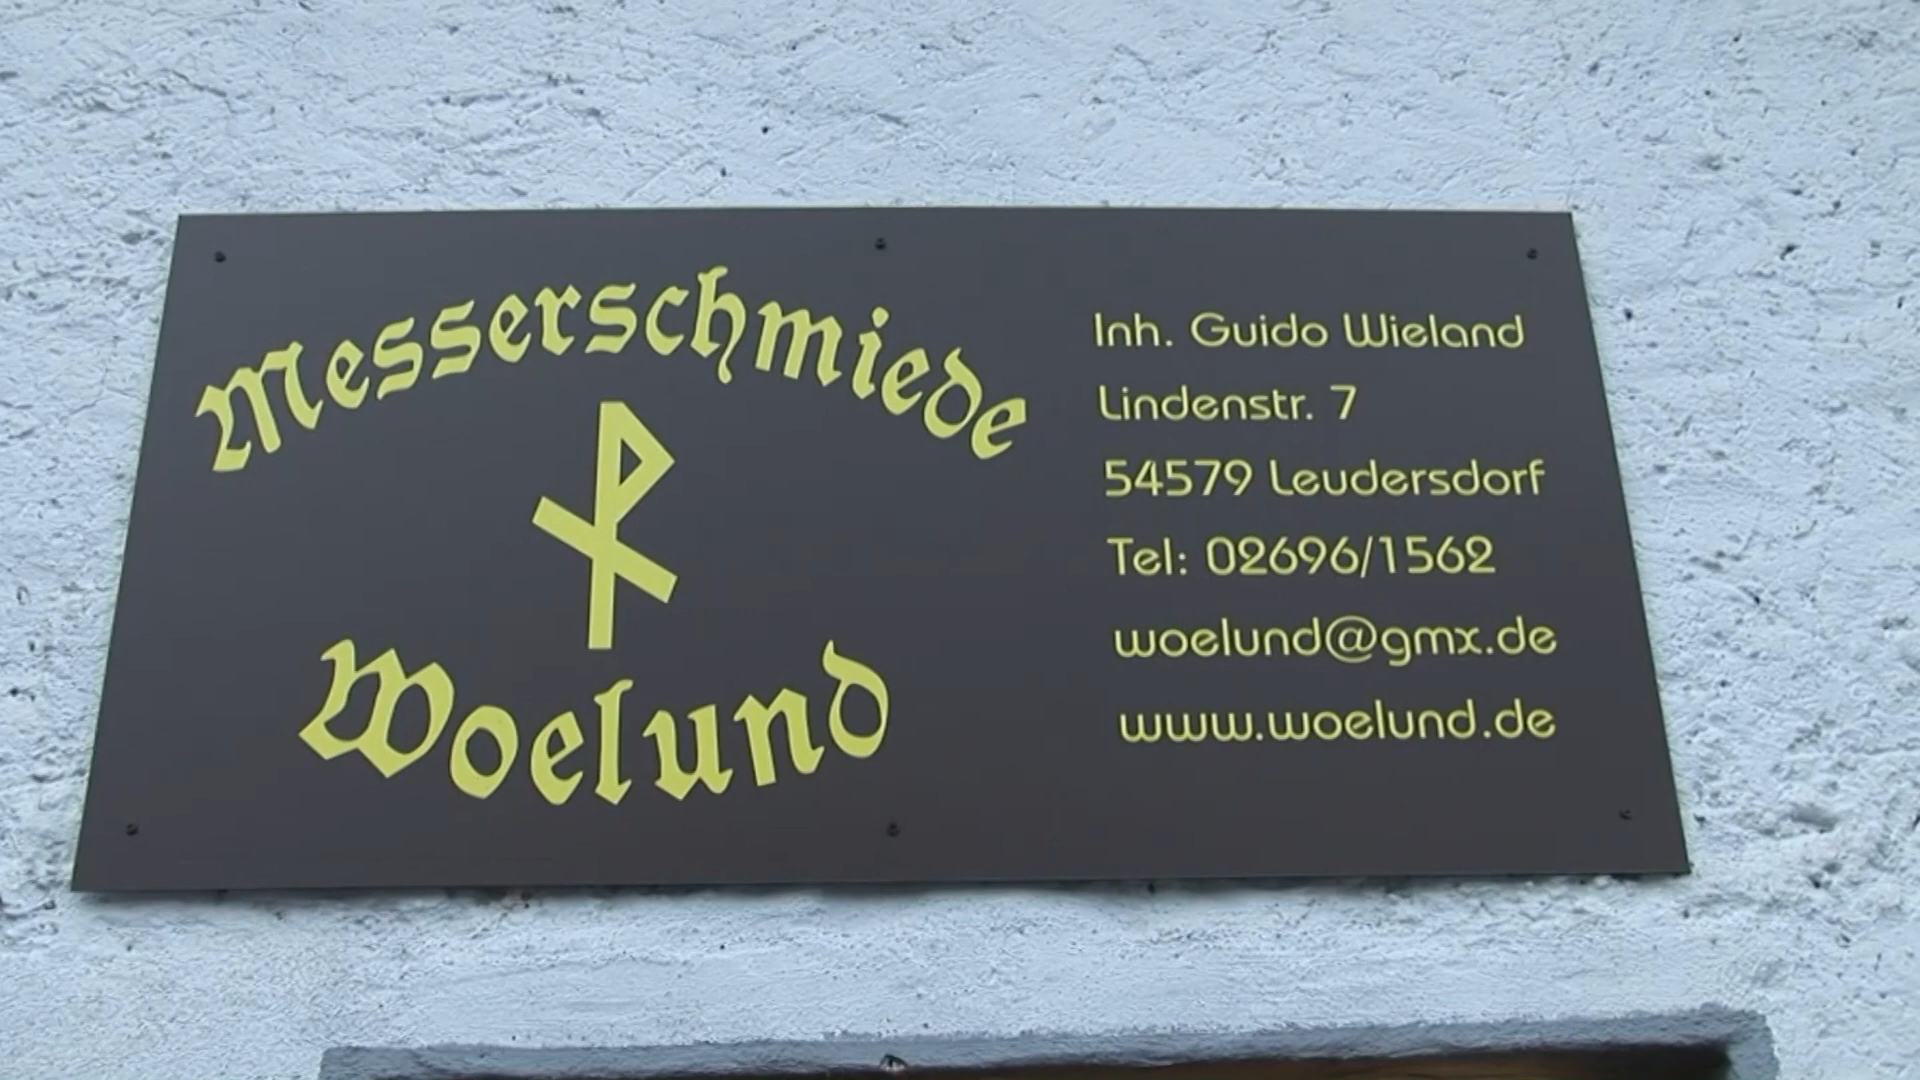 Messerschmiede
Woelund
Inh. Guido Wieland
Lindenstr. 7
54579 Leudersdorf
Tel: 02696/1562
woelund@gmx.de
www.woelund.de